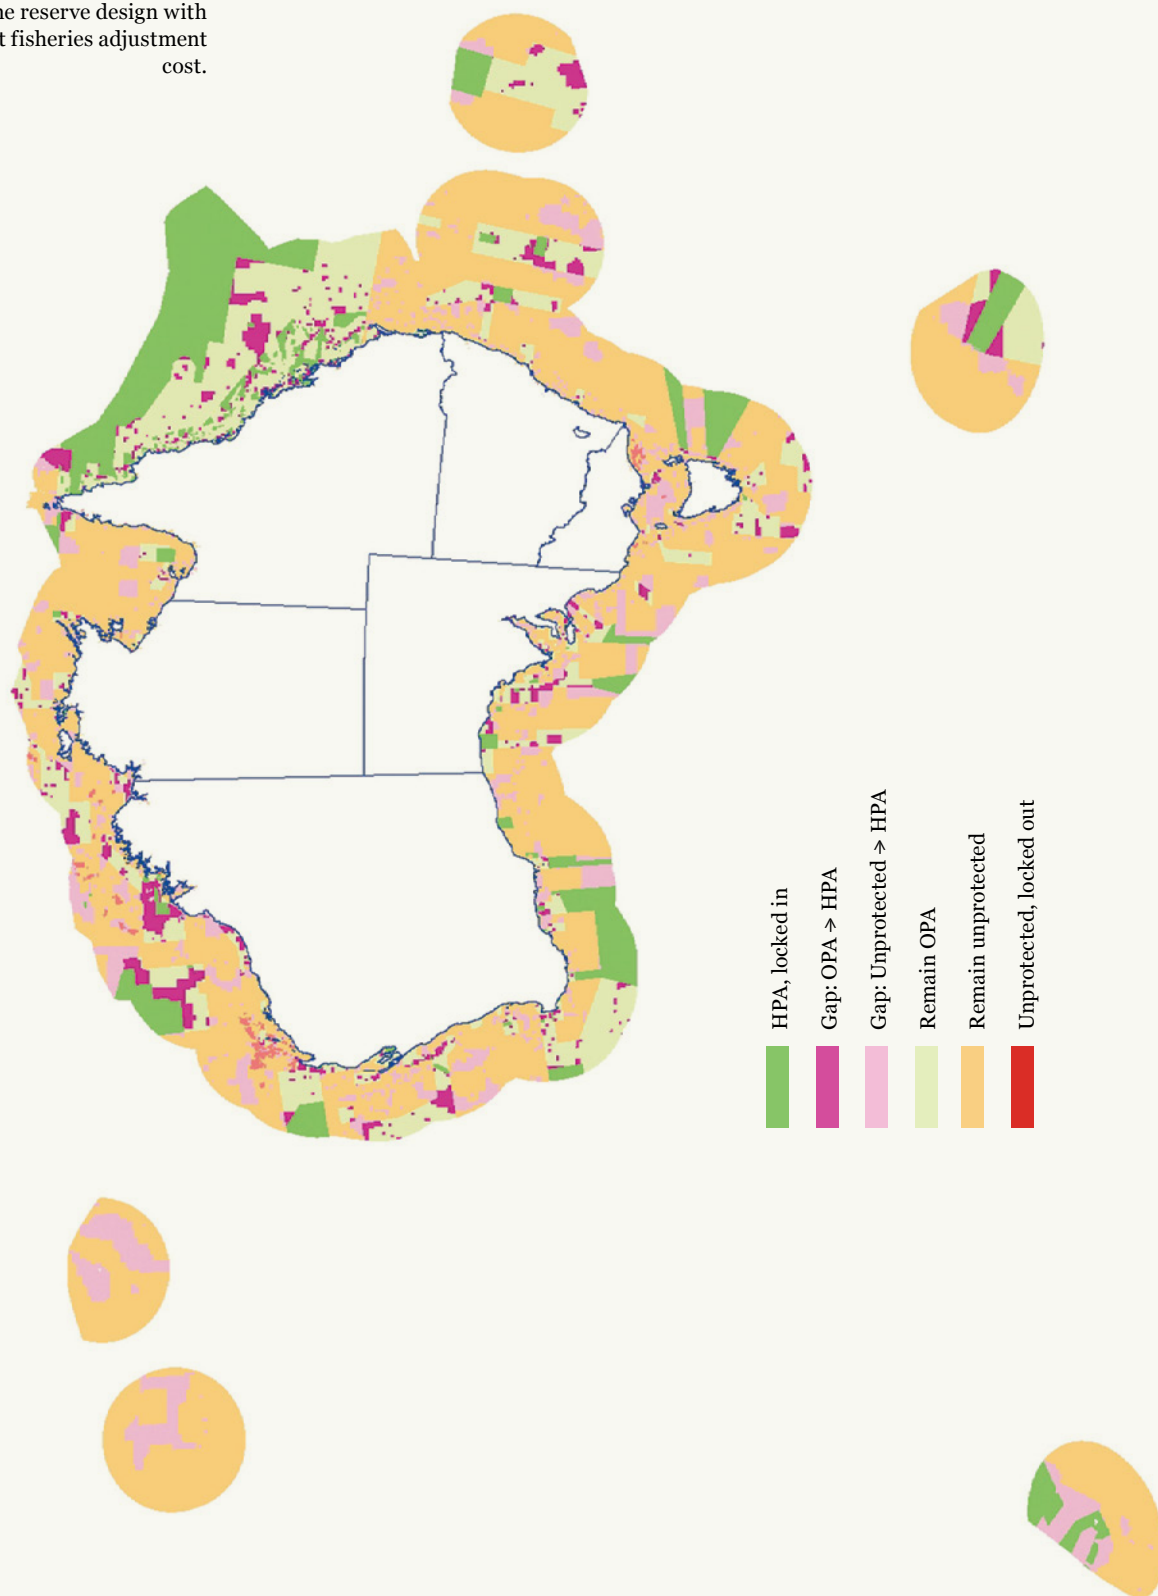 reserve design with
fisheries adjustment
cost.
HPA, locked in
Gap: OPA → HPA
Gap: Unprotected → HPA
Remain OPA
Remain unprotected
Unprotected, locked out